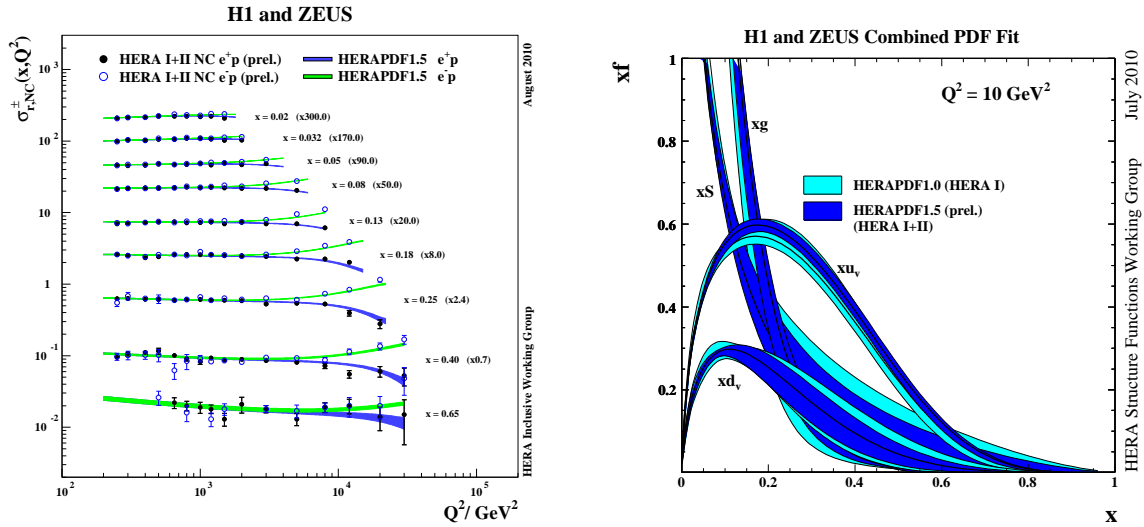 H1 and ZEUS
σ±r,NC(x,Q²)
10³
10²
10
1
10⁻¹
10⁻²
HERA I+II NC e⁺p (prel.)
HERA I+II NC e⁻p (prel.)
HERAPDF1.5 e⁺p
HERAPDF1.5 e⁻p
x = 0.02 (x300.0)
x = 0.032 (x170.0)
x = 0.05 (x90.0)
x = 0.08 (x50.0)
x = 0.13 (x20.0)
x = 0.18 (x8.0)
x = 0.25 (x2.4)
x = 0.40 (x0.7)
x = 0.65
10² 10³ 10⁴ 10⁵
Q²/ GeV²
HERA Inclusive Working Group August 2010
H1 and ZEUS Combined PDF Fit
xf
1
0.8
0.6
0.4
0.2
Q² = 10 GeV²
xg
xS
HERAPDF1.0 (HERA I)
HERAPDF1.5 (prel.)
(HERA I+II)
xuᵥ
xdᵥ
0 0.2 0.4 0.6 0.8 1
x
HERA Structure Functions Working Group July 2010